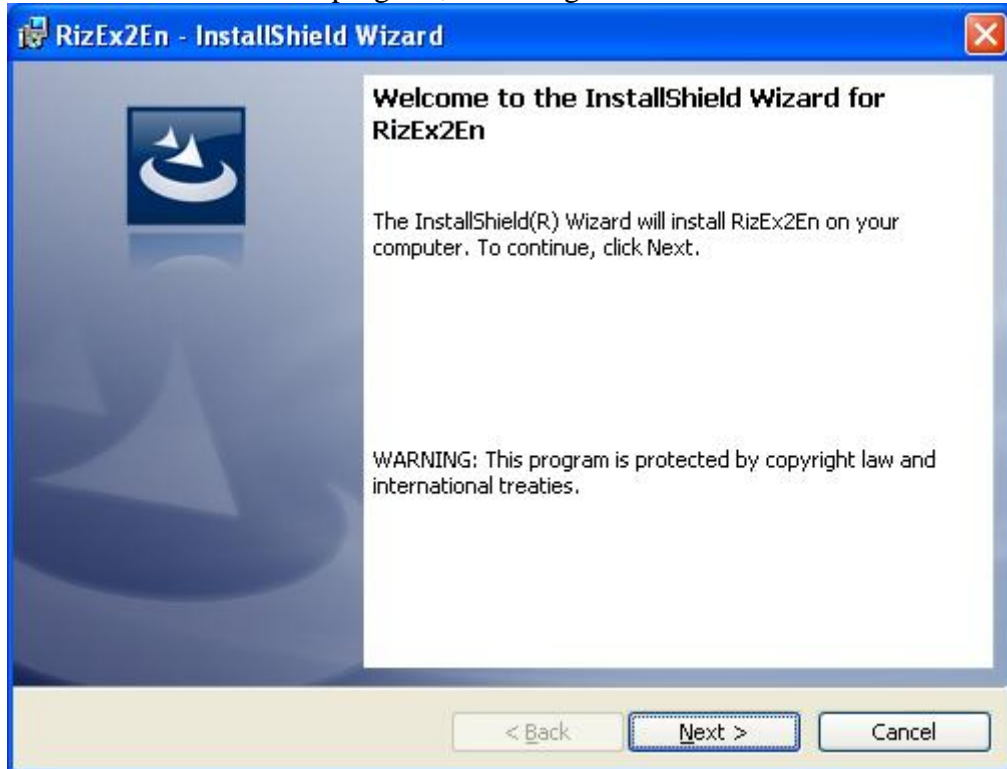 RizEx2En - InstallShield Wizard
Welcome to the InstallShield Wizard for
RizEx2En
The InstallShield(R) Wizard will install RizEx2En on your
computer. To continue, click Next.
WARNING: This program is protected by copyright law and
international treaties.
< Back
Next >
Cancel